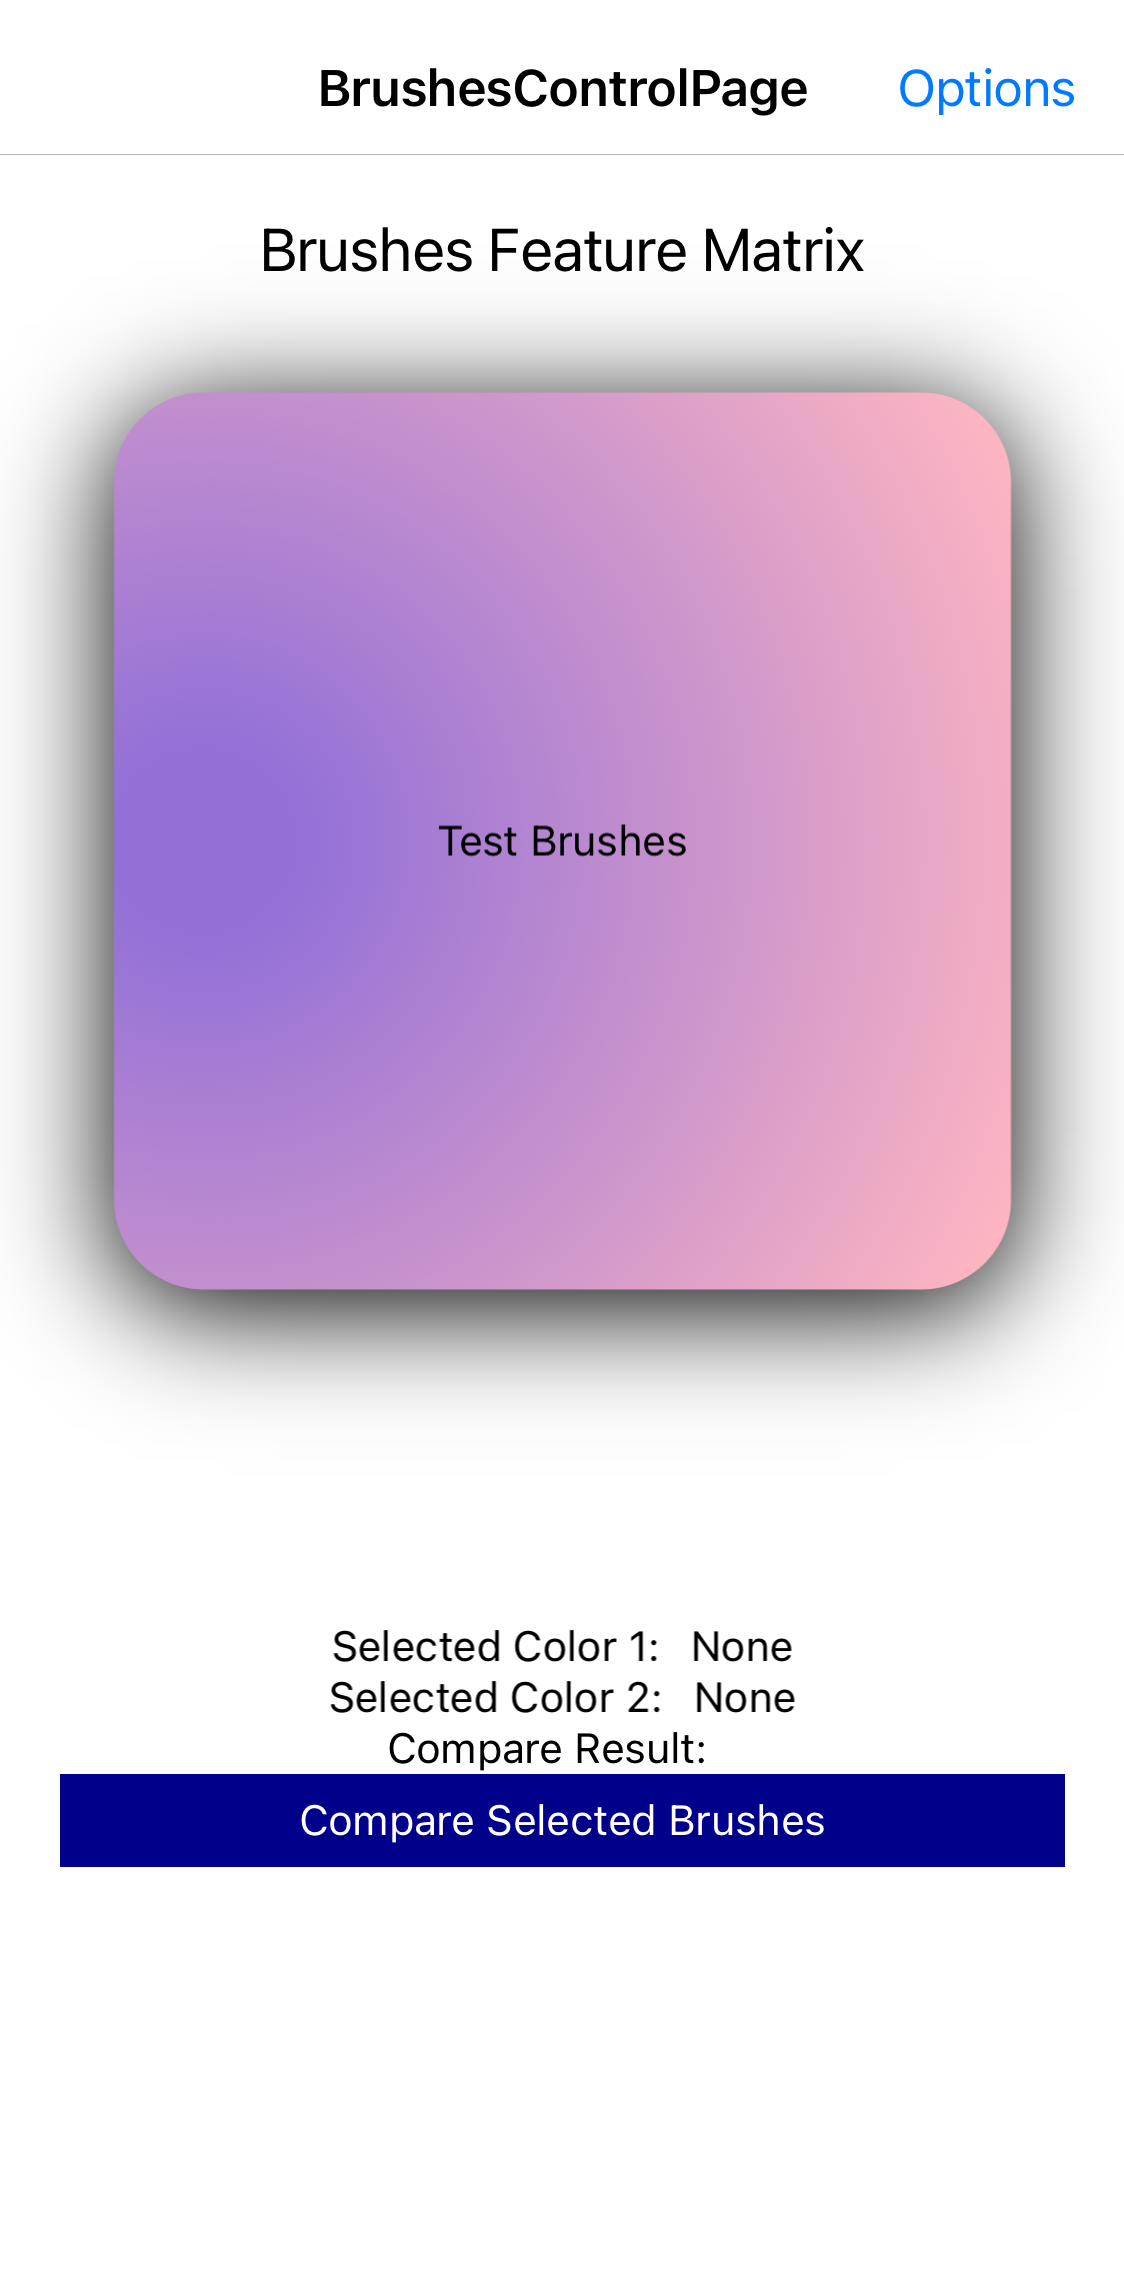 BrushesControlPage Options
Brushes Feature Matrix
Test Brushes
Selected Color 1: None
Selected Color 2: None
Compare Result:
Compare Selected Brushes